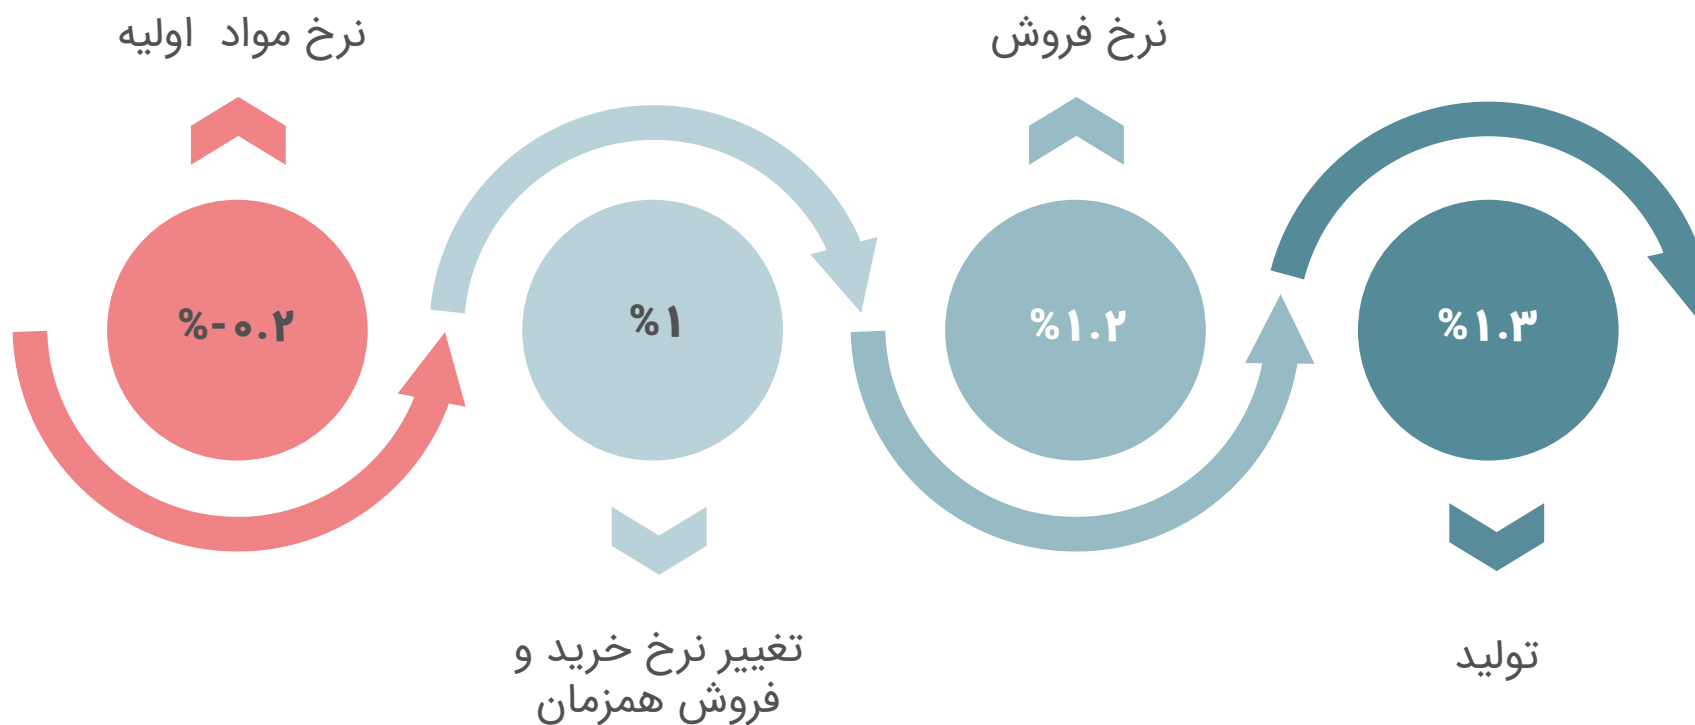 نرخ فروش
نرخ مواد اولیه
%۱.۳
%۱.۲
%۱
%-۰.۲
تولید
تغییر نرخ خرید و
فروش همزمان